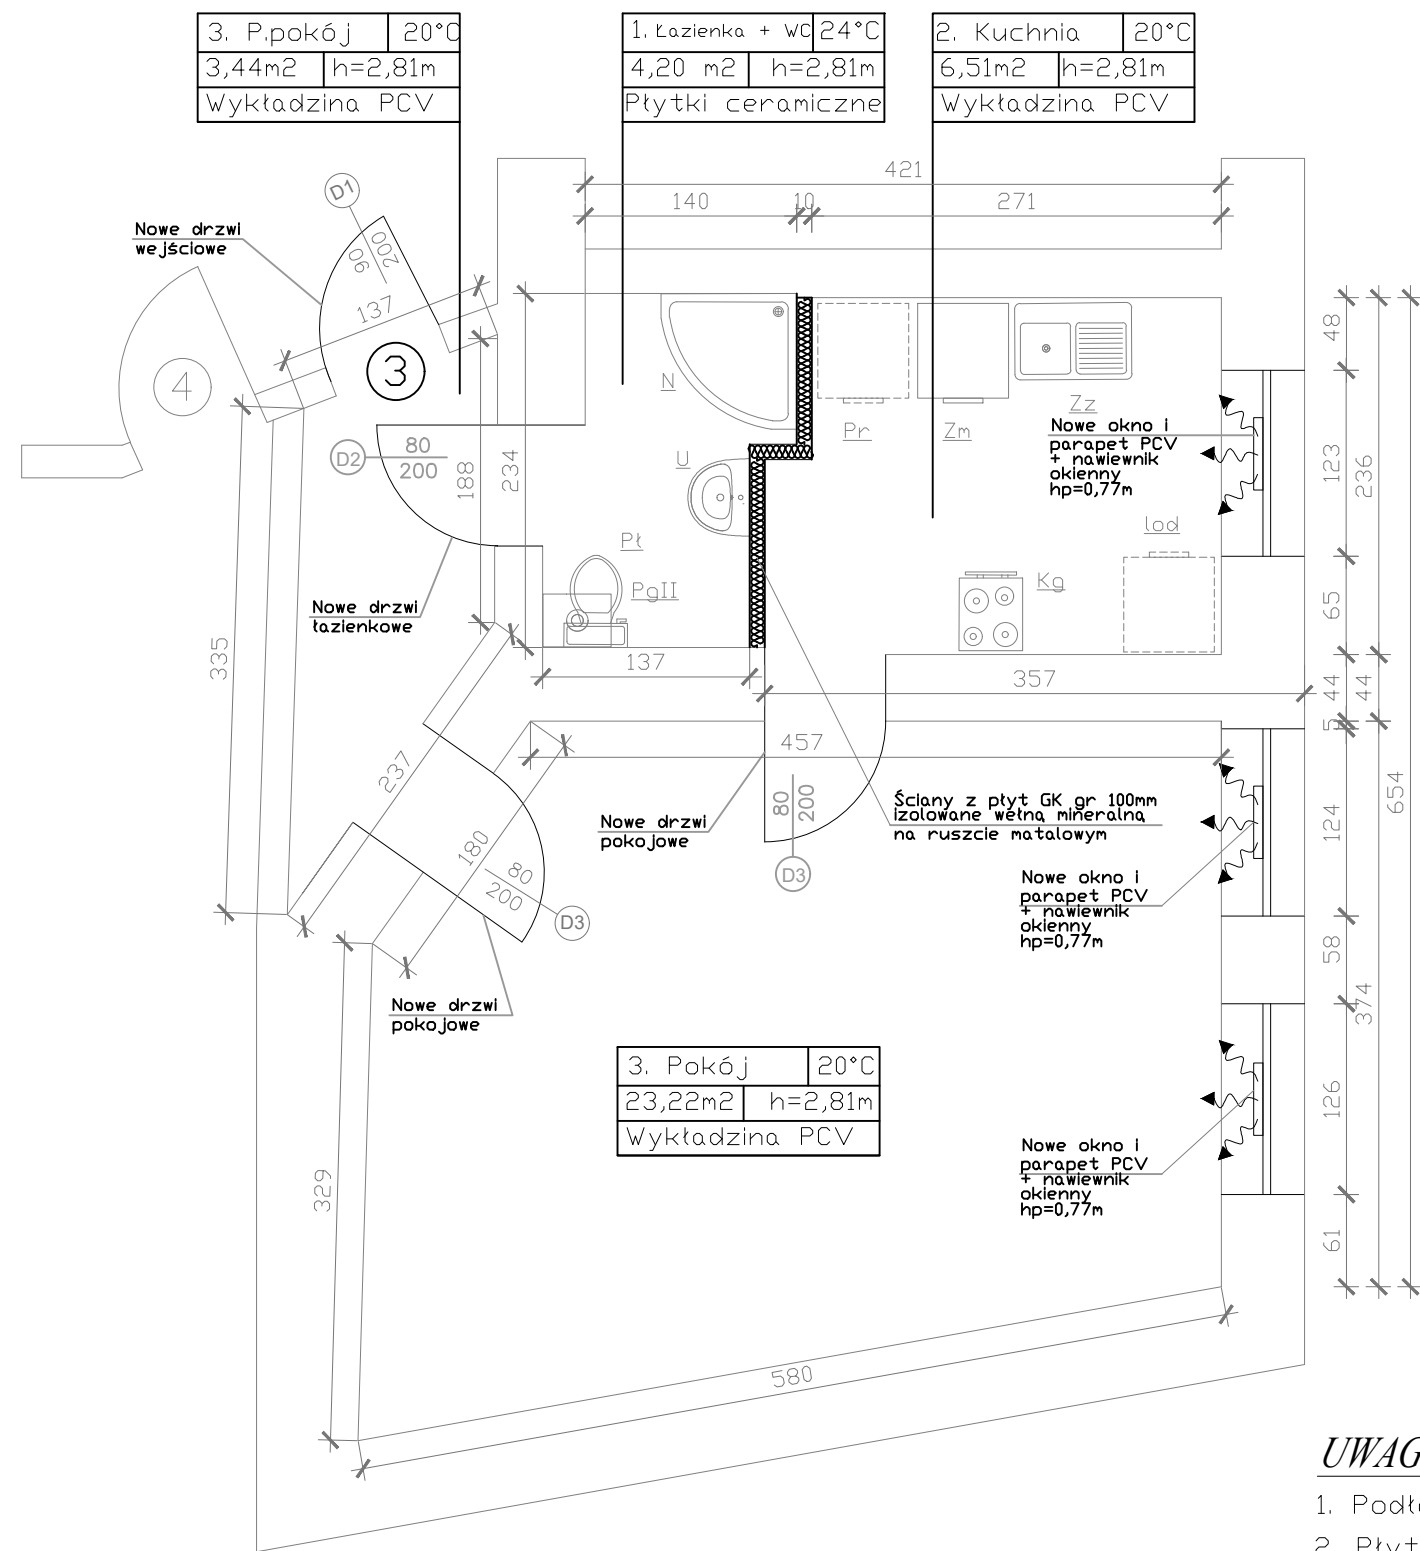 3. P.pokój 20°C
3,44m2 h=2,81m
Wykładzina PCV
1. Łazienka + WC 24°C
4,20 m2 h=2,81m
Płytki ceramiczne
2. Kuchnia 20°C
6,51m2 h=2,81m
Wykładzina PCV
421
140 10 271
D1
90
200
Nowe drzwi
wejściowe
137
4
3
N
U
Pr
Zm
Zz
Nowe okno i
parapet PCV
+ nawiewnik
okienny
hp=0,77m
48
123
236
D2
80
200
188
234
Pł
PgII
lod
Kg
65
Nowe drzwi
łazienkowe
335
137
357
44
44
5
457
237
180
80
200
D3
80
200
D3
Nowe drzwi
pokojowe
Ściany z płyt GK gr 100mm
izolowane wełną mineralną
na ruszcie matalowym
124
654
Nowe okno i
parapet PCV
+ nawiewnik
okienny
hp=0,77m
58
374
Nowe drzwi
pokojowe
3. Pokój 20°C
23,22m2 h=2,81m
Wykładzina PCV
126
Nowe okno i
parapet PCV
+ nawiewnik
okienny
hp=0,77m
329
61
580
UWAG
1. Podł
2. Płyt